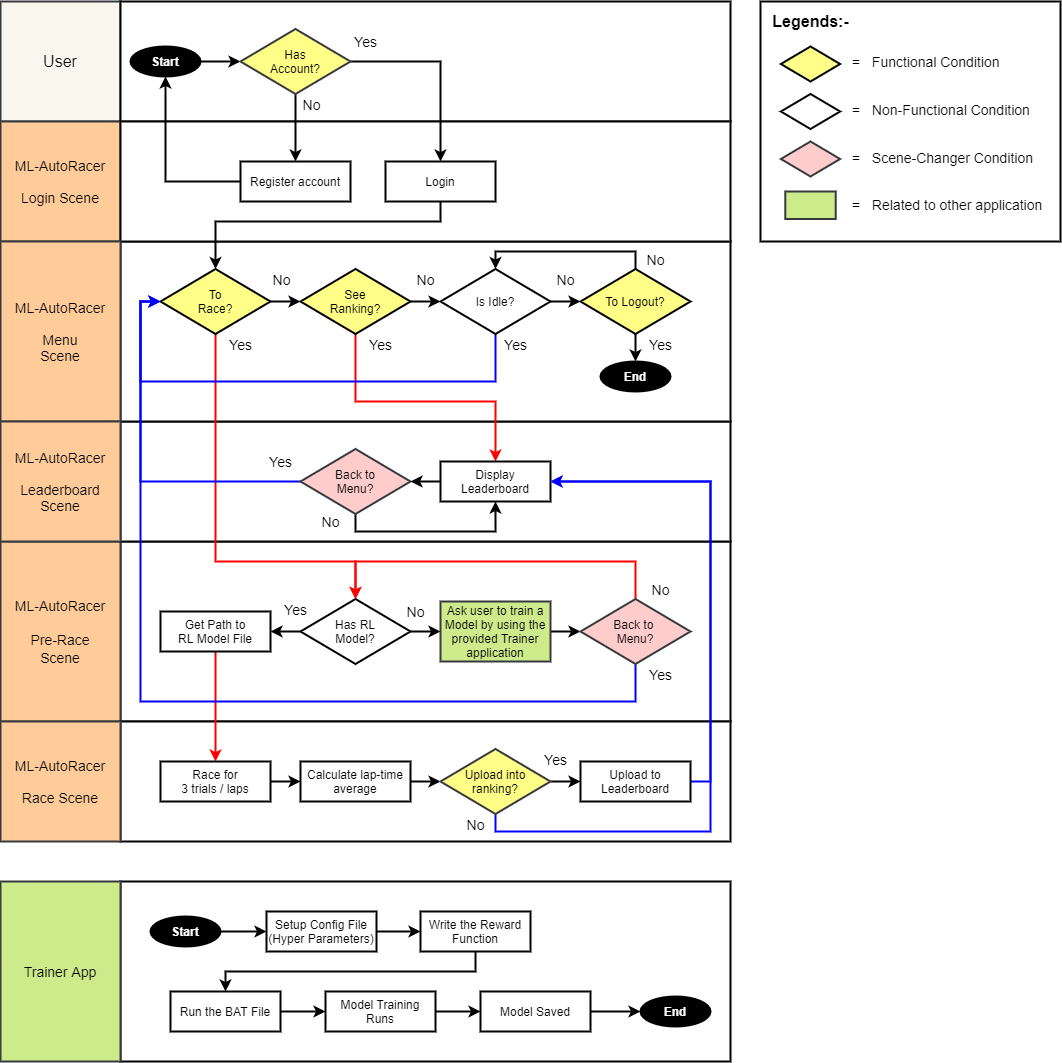 Legends:-
= Functional Condition
= Non-Functional Condition
= Scene-Changer Condition
= Related to other application
User
Start
Has
Account?
Yes
No
ML-AutoRacer
Login Scene
Register account
Login
ML-AutoRacer
Menu
Scene
To
Race?
No
See
Ranking?
No
Is Idle?
No
To Logout?
No
Yes
Yes
Yes
Yes
End
ML-AutoRacer
Leaderboard
Scene
Yes
Back to
Menu?
No
Display
Leaderboard
ML-AutoRacer
Pre-Race
Scene
Get Path to
RL Model File
Yes
Has RL
Model?
No
Ask user to train a
Model by using the
provided Trainer
application
Back to
Menu?
No
Yes
ML-AutoRacer
Race Scene
Race for
3 trials / laps
Calculate lap-time
average
Upload into
ranking?
Yes
No
Upload to
Leaderboard
Trainer App
Start
Setup Config File
(Hyper Parameters)
Write the Reward
Function
Run the BAT File
Model Training
Runs
Model Saved
End